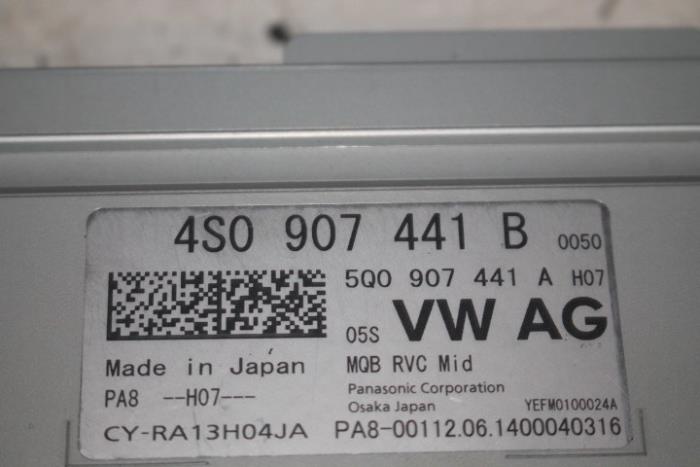 4S0 907 441 B 0050
5Q0 907 441 A H07
05S VW AG
Made in Japan MQB RVC Mid
PA8 --H07---
Panasonic Corporation
Osaka Japan YEFM0100024A
CY-RA13H04JA PA8-00112.06.1400040316